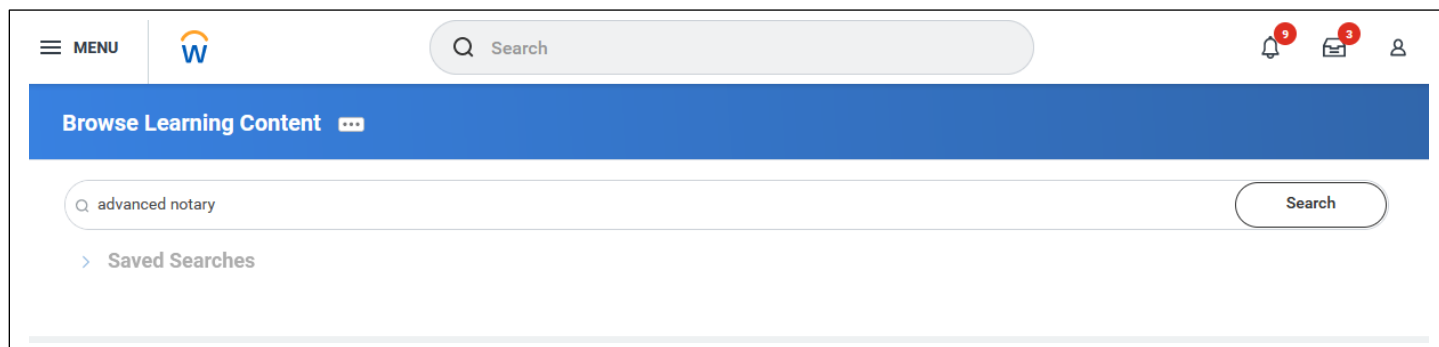 MENU
W
Search
9
3
Browse Learning Content
advanced notary
Search
Saved Searches